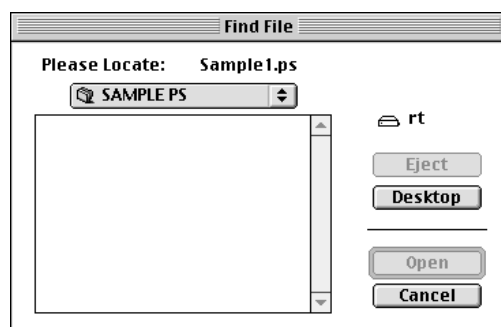 Find File
Please Locate: Sample1.ps
SAMPLE PS
rt
Eject
Desktop
Open
Cancel